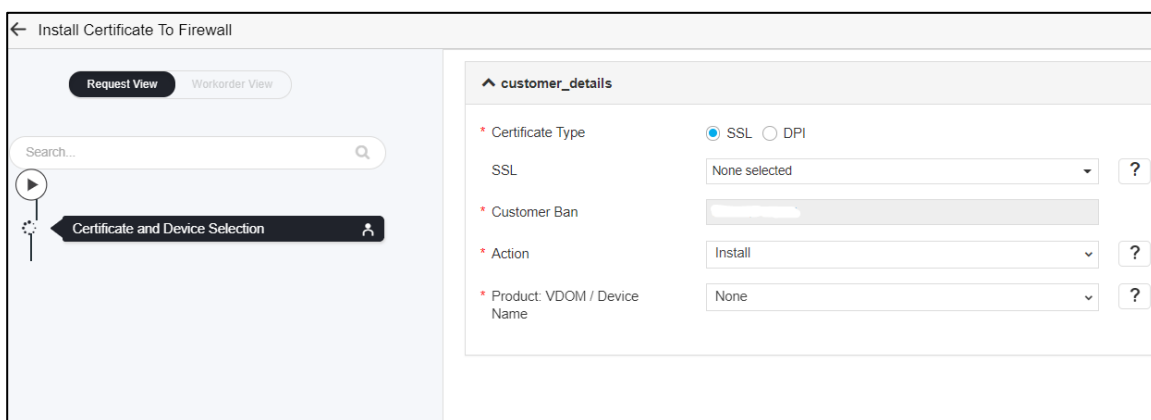 Install Certificate To Firewall
Request View Workorder View
Search...
Certificate and Device Selection
customer_details
* Certificate Type SSL DPI
SSL None selected ?
* Customer Ban
* Action Install ?
* Product: VDOM / Device
Name None ?